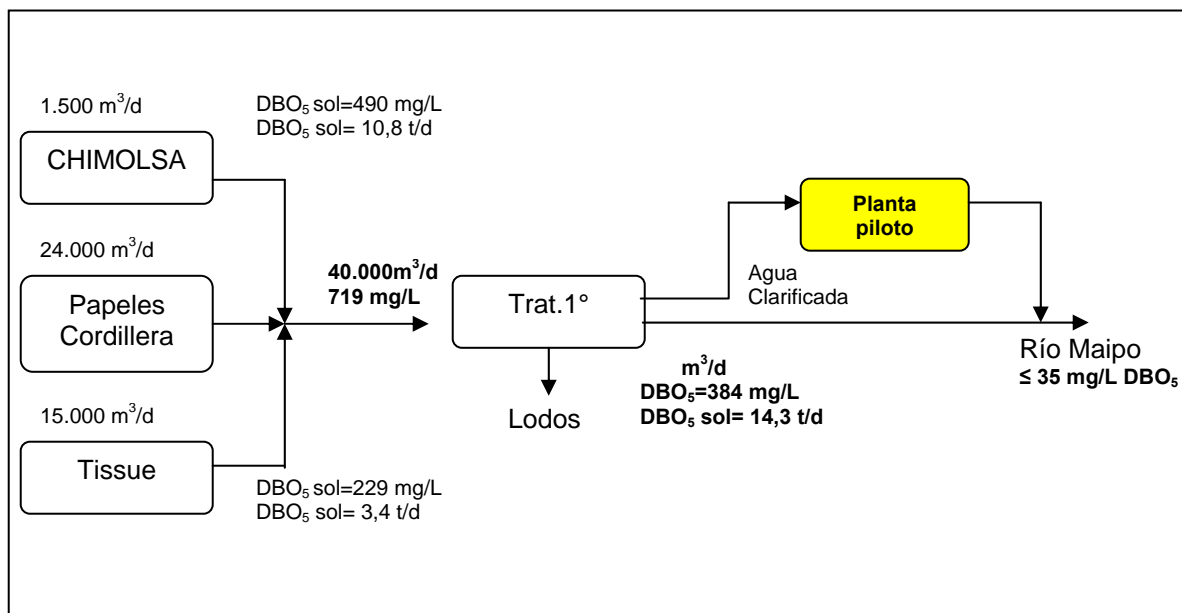 1.500 m³/d
DBO₅ sol=490 mg/L
DBO₅ sol= 10,8 t/d
CHIMOLSA
24.000 m³/d
Papeles
Cordillera
15.000 m³/d
Tissue
DBO₅ sol=229 mg/L
DBO₅ sol= 3,4 t/d
40.000m³/d
719 mg/L
Trat.1°
Lodos
Agua
Clarificada
Planta
piloto
m³/d
DBO₅=384 mg/L
DBO₅ sol= 14,3 t/d
Río Maipo
≤ 35 mg/L DBO₅